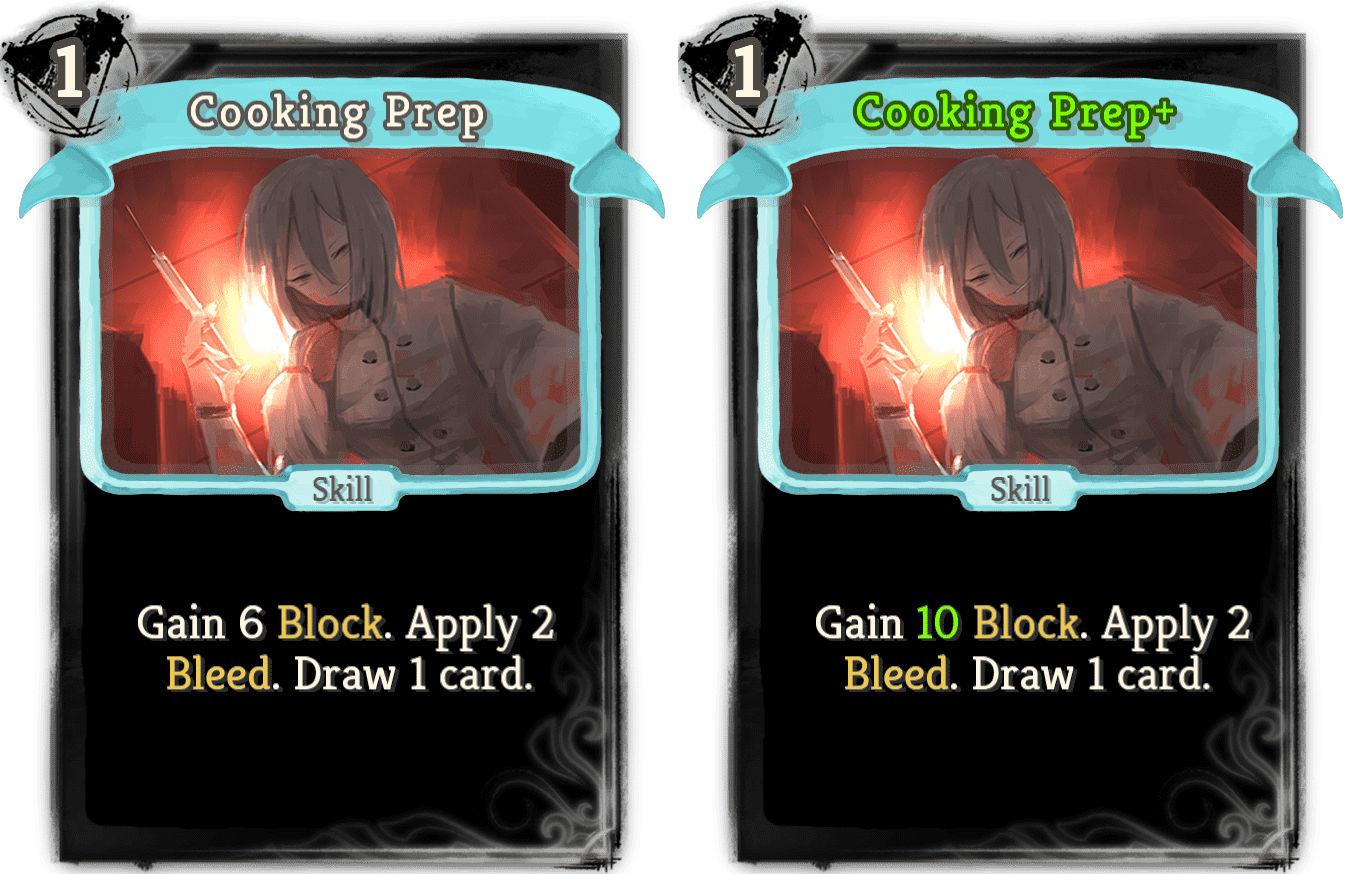 1
Cooking Prep
Skill
Gain 6 Block. Apply 2
Bleed. Draw 1 card.
1
Cooking Prep+
Skill
Gain 10 Block. Apply 2
Bleed. Draw 1 card.